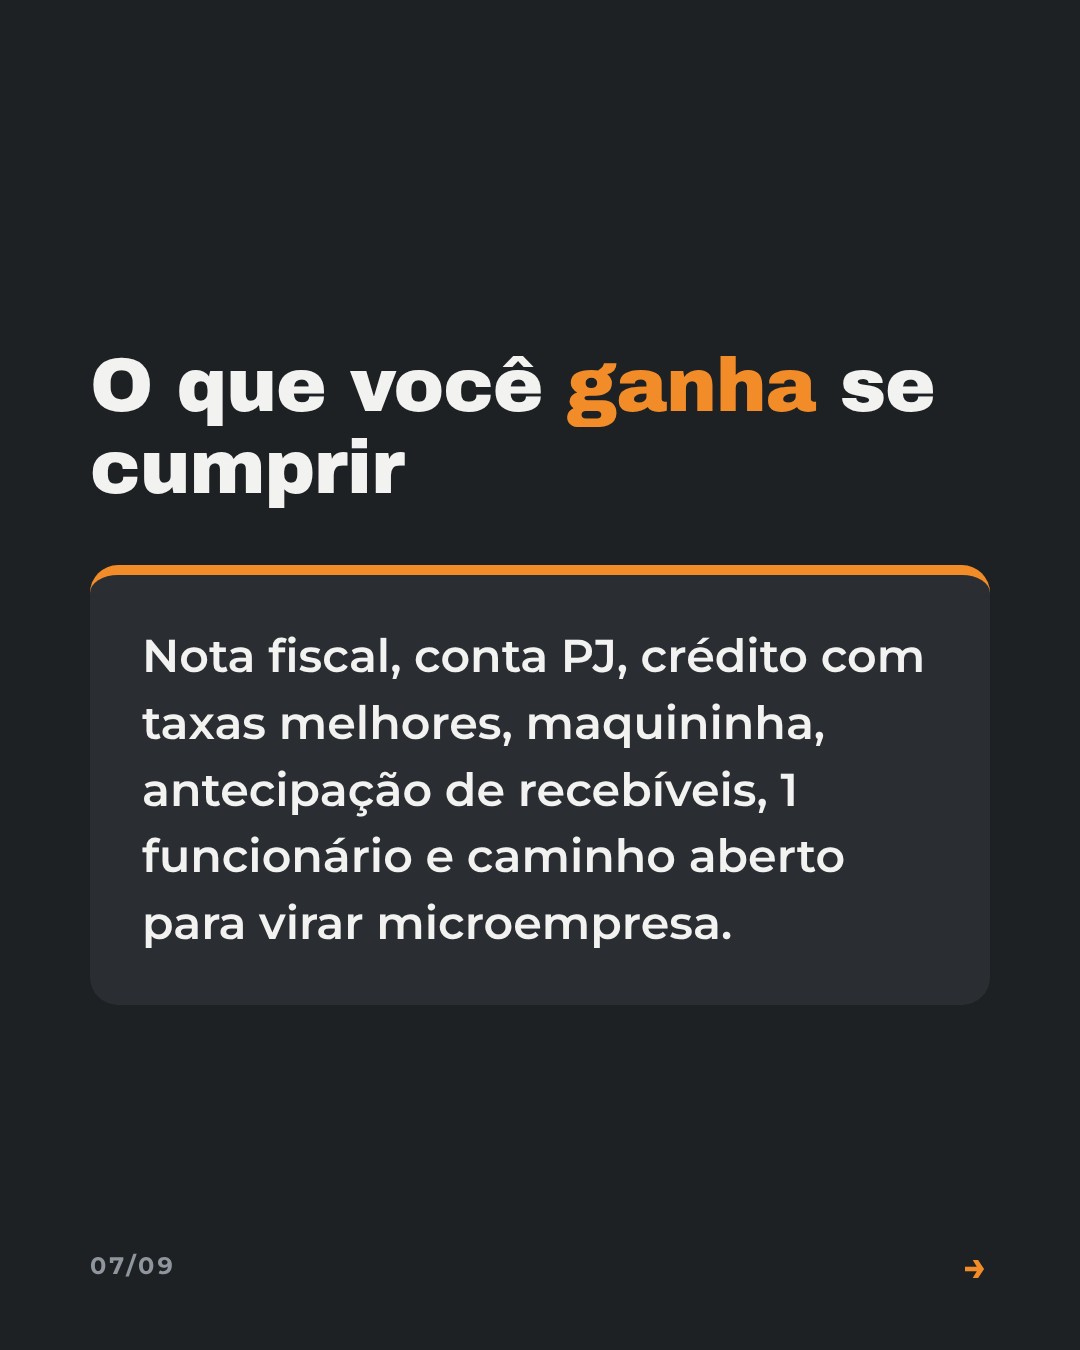 O que você ganha se
cumprir
Nota fiscal, conta PJ, crédito com
taxas melhores, maquininha,
antecipação de recebíveis, 1
funcionário e caminho aberto
para virar microempresa.
07/09
→